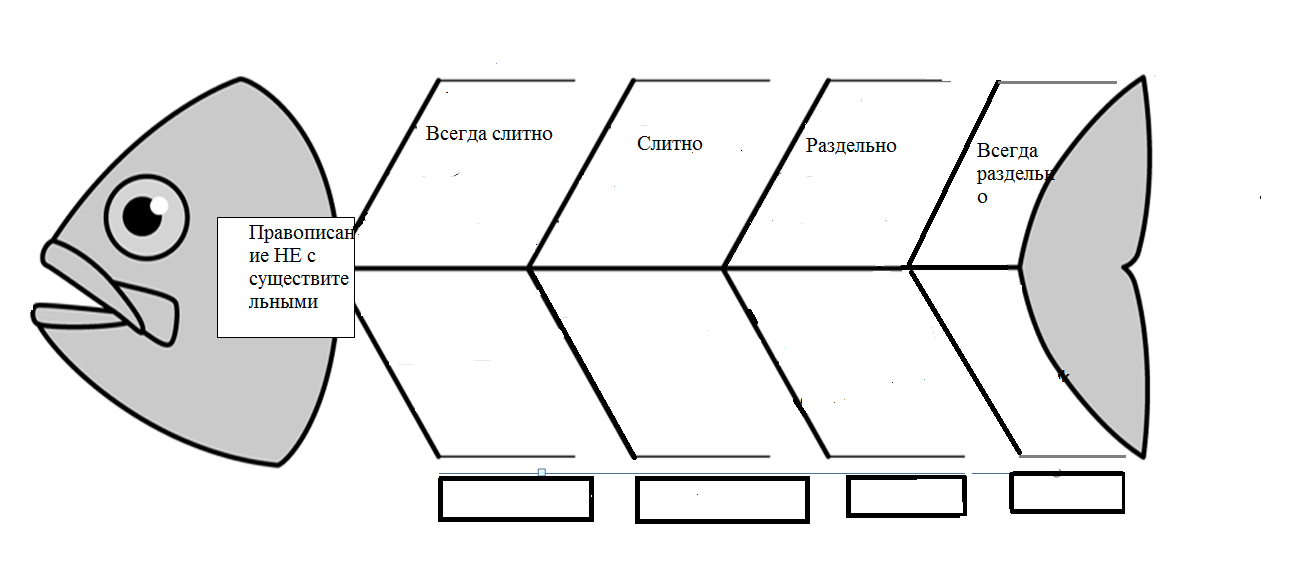 Всегда слитно
Слитно
Раздельно
Всегда
раздельн
о
Правописан
ие НЕ с
существите
льными